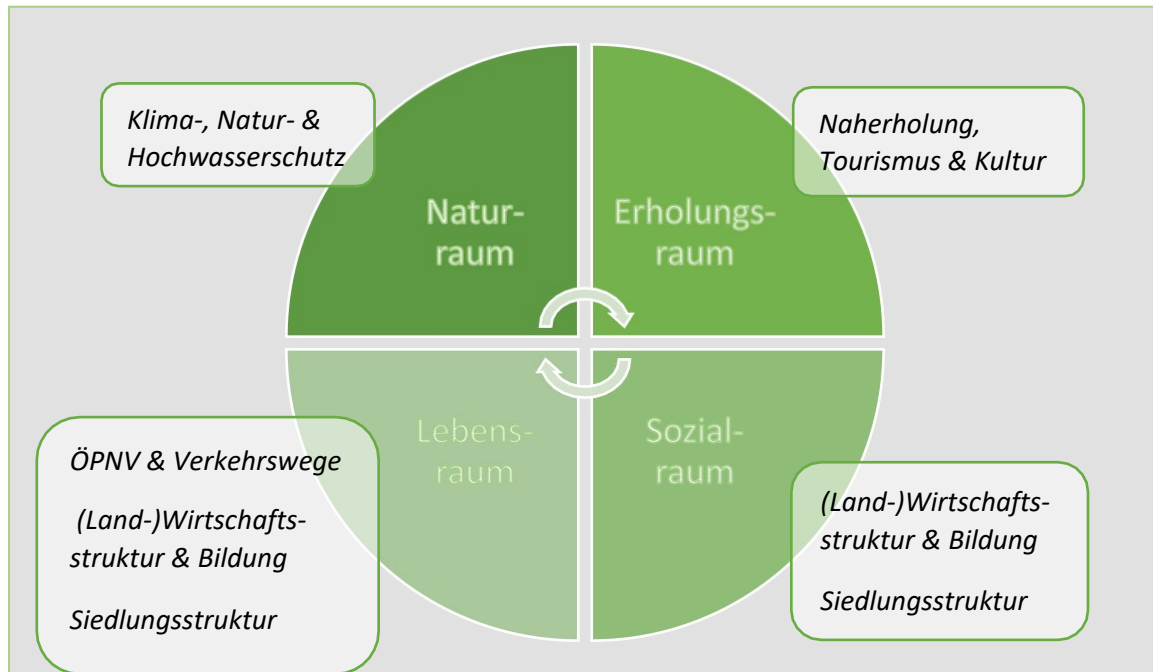 Klima-, Natur- &
Hochwasserschutz
Naherholung,
Tourismus & Kultur
Natur-
raum
Erholungs-
raum
Lebens-
raum
Sozial-
raum
ÖPNV & Verkehrswege
(Land-)Wirtschafts-
struktur & Bildung
Siedlungsstruktur
(Land-)Wirtschafts-
struktur & Bildung
Siedlungsstruktur